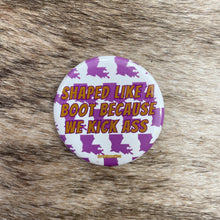 SHAPED LIKE A
BOOT BECAUSE
WE KICK ASS